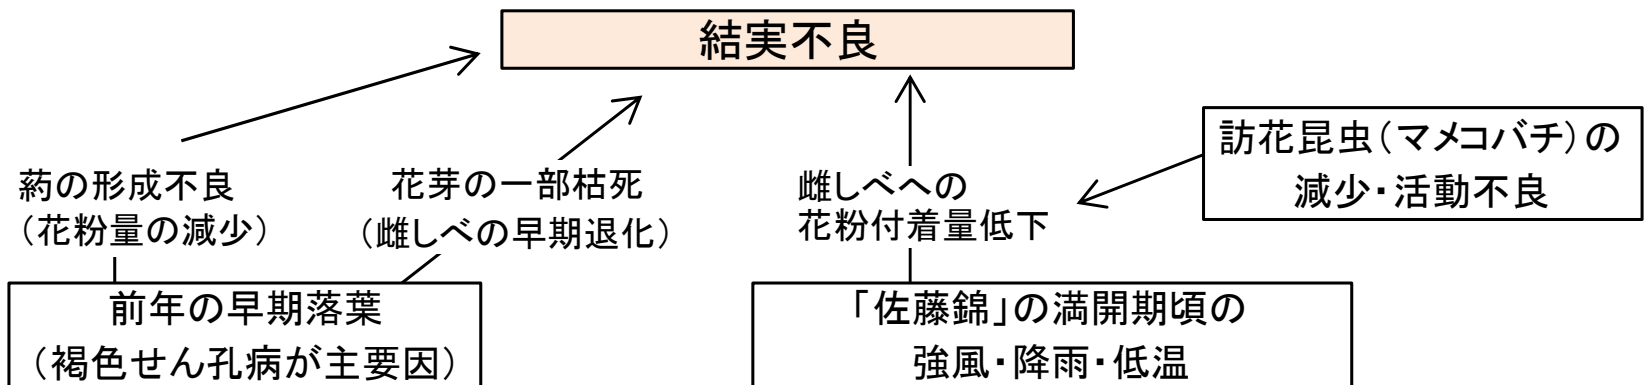 結実不良
葯の形成不良
（花粉量の減少）
花芽の一部枯死
（雌しべの早期退化）
雌しべへの
花粉付着量低下
訪花昆虫（マメコバチ）の
減少・活動不良
前年の早期落葉
（褐色せん孔病が主要因）
「佐藤錦」の満開期頃の
強風・降雨・低温